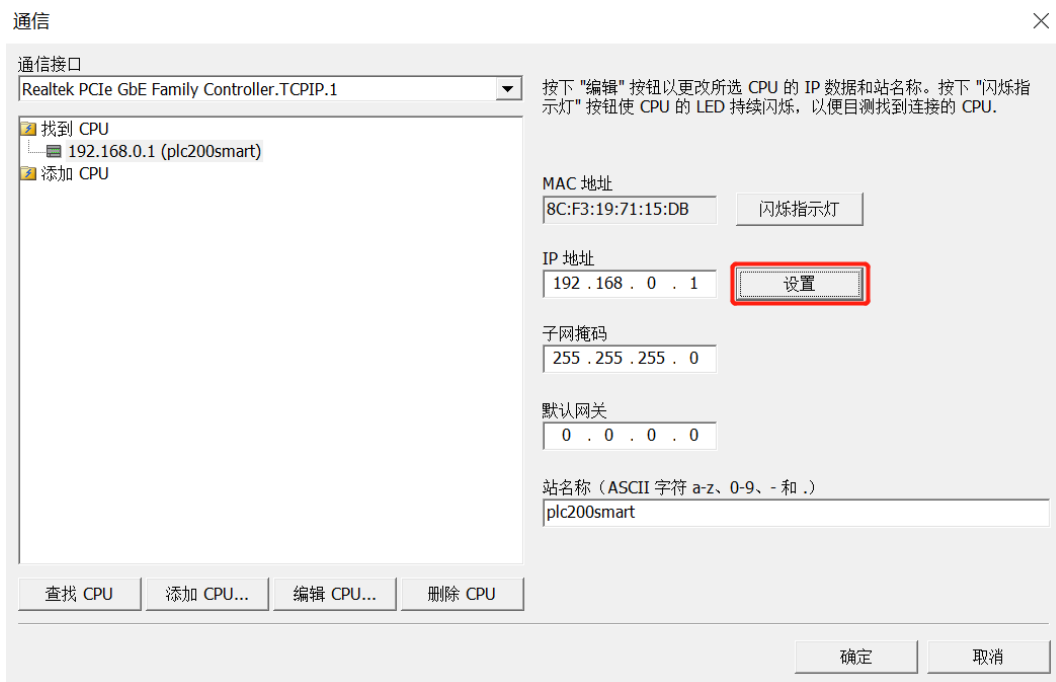 通信
通信接口
Realtek PCIe GbE Family Controller.TCPIP.1
找到 CPU
192.168.0.1 (plc200smart)
添加 CPU
按下 "编辑" 按钮以更改所选 CPU 的 IP 数据和站名称。按下 "闪烁指
示灯" 按钮使 CPU 的 LED 持续闪烁，以便目测找到连接的 CPU.
MAC 地址
8C:F3:19:71:15:DB
闪烁指示灯
IP 地址
192 . 168 . 0 . 1
设置
子网掩码
255 . 255 . 255 . 0
默认网关
0 . 0 . 0 . 0
站名称（ASCII 字符 a-z、0-9、- 和 .）
plc200smart
查找 CPU
添加 CPU...
编辑 CPU...
删除 CPU
确定
取消